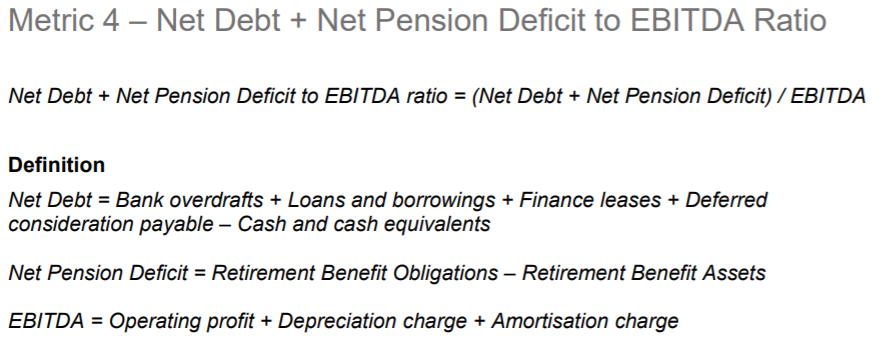 Metric 4 – Net Debt + Net Pension Deficit to EBITDA Ratio
Net Debt + Net Pension Deficit to EBITDA ratio = (Net Debt + Net Pension Deficit) / EBITDA
Definition
Net Debt = Bank overdrafts + Loans and borrowings + Finance leases + Deferred
consideration payable – Cash and cash equivalents
Net Pension Deficit = Retirement Benefit Obligations – Retirement Benefit Assets
EBITDA = Operating profit + Depreciation charge + Amortisation charge